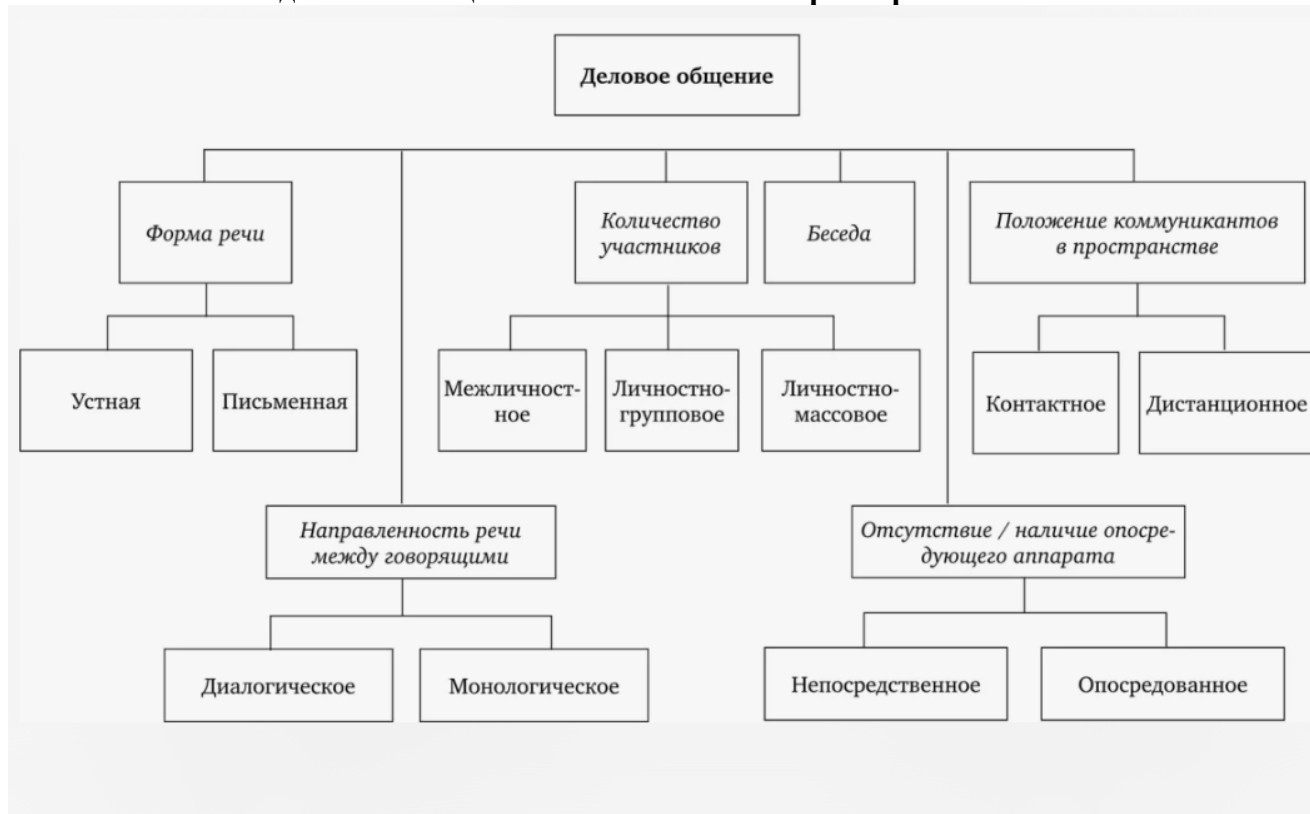 Деловое общение
Форма речи
Количество
участников
Беседа
Положение коммуникантов
в пространстве
Устная
Письменная
Межличност-
ное
Личностно-
групповое
Личностно-
массовое
Контактное
Дистанционное
Направленность речи
между говорящими
Отсутствие / наличие опосре-
дующего аппарата
Диалогическое
Монологическое
Непосредственное
Опосредованное